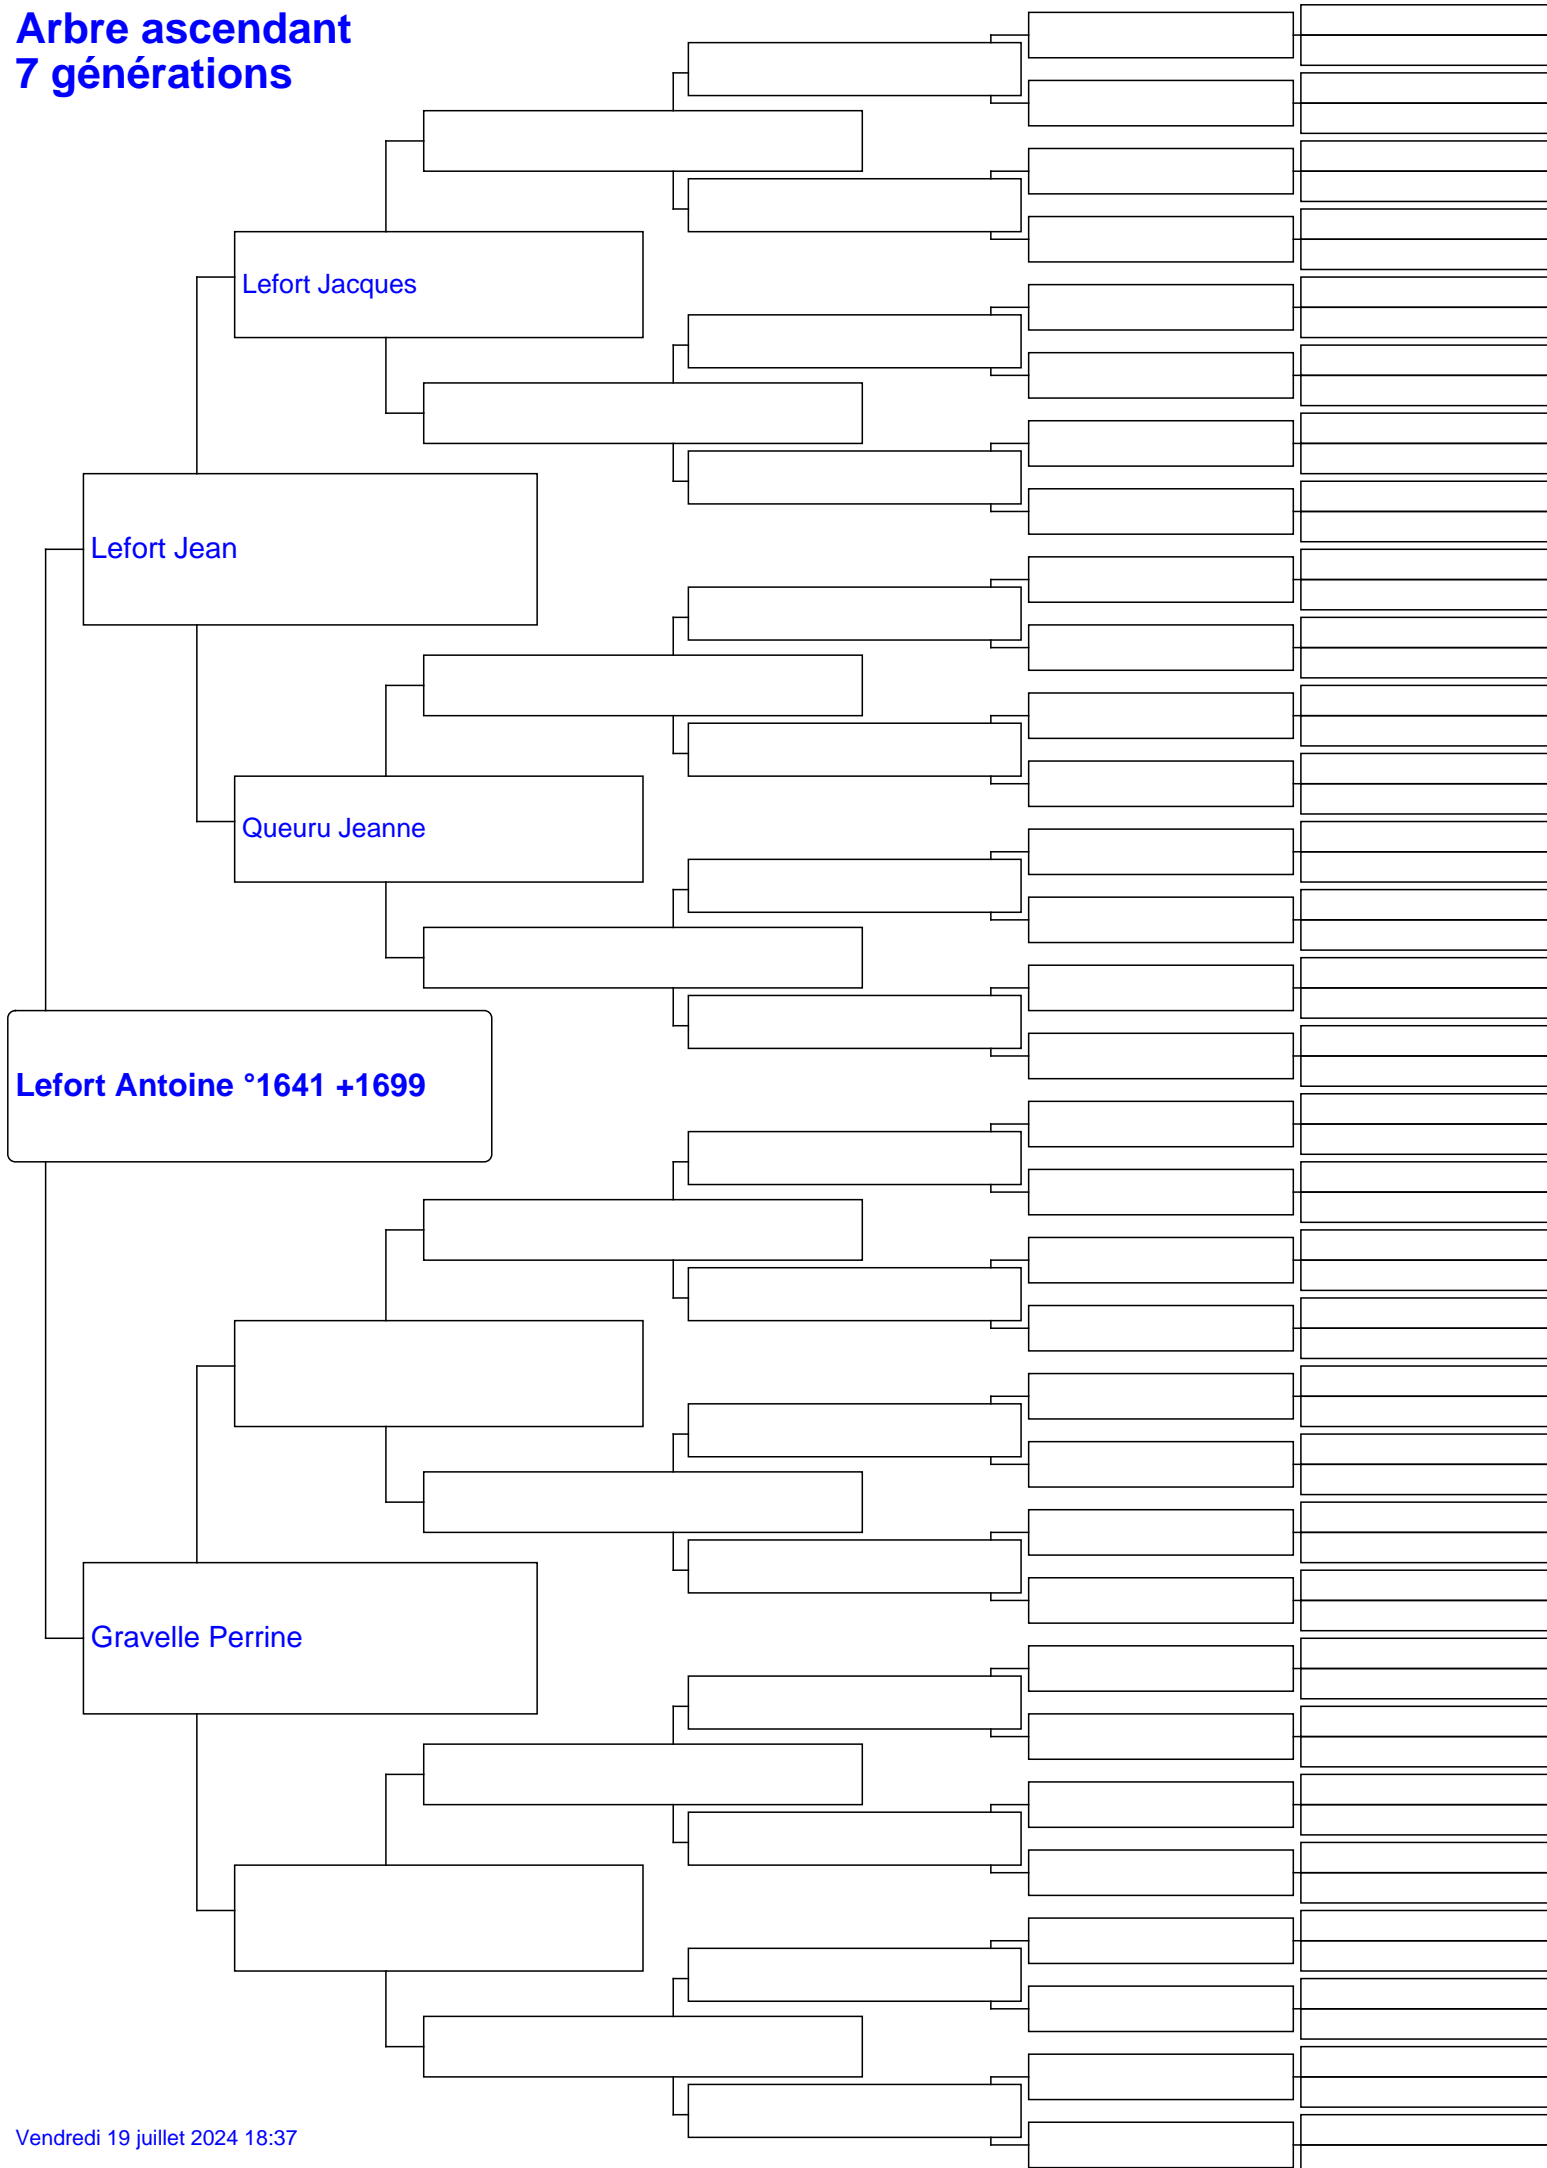 Arbre ascendant
7 générations
Lefort Jacques
Lefort Jean
Queuru Jeanne
Lefort Antoine °1641 +1699
Gravelle Perrine
Vendredi 19 juillet 2024 18:37